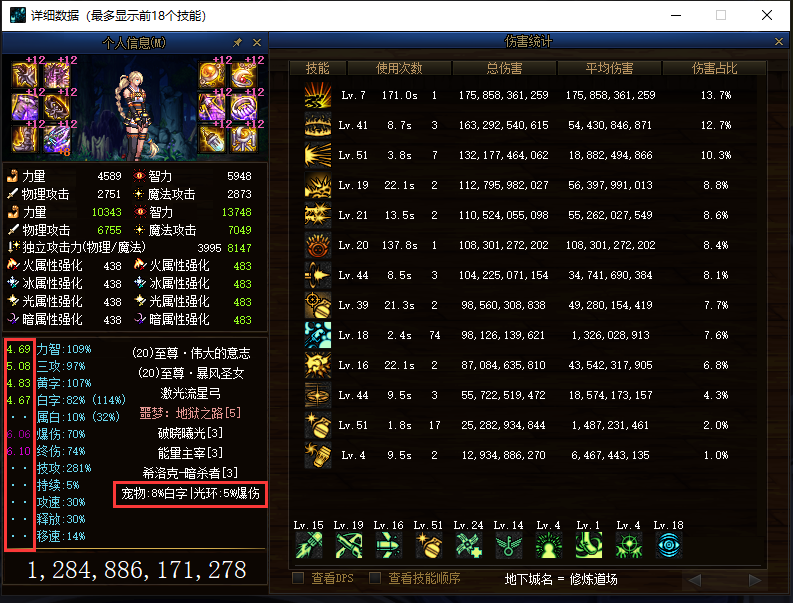 详细数据（最多显示前18个技能）
个人信息(M)
+12 +12 +12 +12
+12 +12 +12 +12
+12 +12 +12 +12
+8
力量 4589 智力 5948
物理攻击 2751 魔法攻击 2873
力量 10343 智力 13748
物理攻击 6755 魔法攻击 7049
独立攻击力(物理/魔法) 3995 8147
火属性强化 438 火属性强化 483
冰属性强化 438 冰属性强化 483
光属性强化 438 光属性强化 483
暗属性强化 438 暗属性强化 483
4.69 力智:109%
5.08 三攻:97%
4.83 黄字:107%
4.67 白字:82% (114%)
· · 属白:10% (32%)
6.06 爆伤:70%
6.10 终伤:74%
· · 技攻:281%
· · 持续:5%
· · 攻速:30%
· · 释放:30%
· · 移速:14%
(20)至尊·伟大的意志
(20)至尊·暴风圣女
激光流星弓
噩梦: 地狱之路[5]
破晓曦光[3]
能量主宰[3]
希洛克-暗杀者[3]
宠物:8%白字|光环:5%爆伤
1,284,886,171,278
伤害统计
技能 使用次数 总伤害 平均伤害 伤害占比
Lv.7 171.0s 1 175,858,361,259 175,858,361,259 13.7%
Lv.41 8.7s 3 163,292,540,615 54,430,846,871 12.7%
Lv.51 3.8s 7 132,177,464,062 18,882,494,866 10.3%
Lv.19 22.1s 2 112,795,982,027 56,397,991,013 8.8%
Lv.21 13.5s 2 110,524,055,098 55,262,027,549 8.6%
Lv.20 137.8s 1 108,301,272,202 108,301,272,202 8.4%
Lv.44 8.5s 3 104,225,071,154 34,741,690,384 8.1%
Lv.39 21.3s 2 98,560,308,838 49,280,154,419 7.7%
Lv.18 2.4s 74 98,126,139,621 1,326,028,913 7.6%
Lv.16 22.1s 2 87,084,635,810 43,542,317,905 6.8%
Lv.44 9.5s 3 55,722,519,472 18,574,173,157 4.3%
Lv.51 1.8s 17 25,282,934,844 1,487,231,461 2.0%
Lv.4 9.5s 2 12,934,886,270 6,467,443,135 1.0%
Lv.15 Lv.19 Lv.16 Lv.51 Lv.24 Lv.14 Lv.4 Lv.1 Lv.4 Lv.18
查看DPS 查看技能顺序 地下城名 = 修炼道场